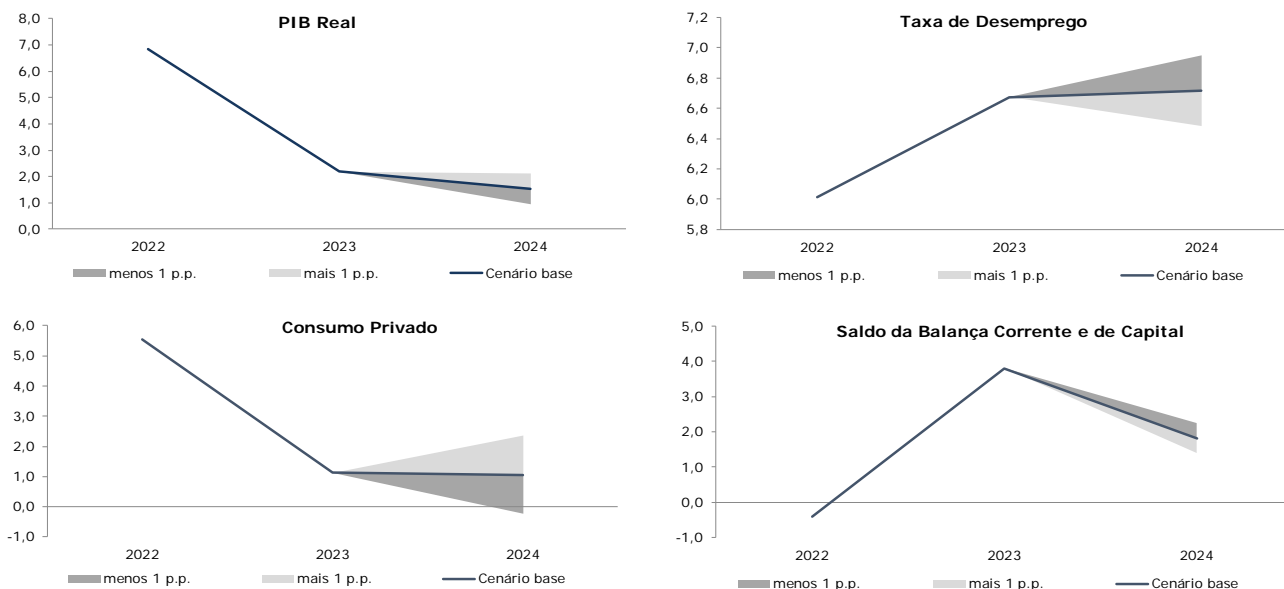 PIB Real
8,0
7,0
6,0
5,0
4,0
3,0
2,0
1,0
0,0
2022 2023 2024
menos 1 p.p. mais 1 p.p. Cenário base
Taxa de Desemprego
7,2
7,0
6,8
6,6
6,4
6,2
6,0
5,8
2022 2023 2024
menos 1 p.p. mais 1 p.p. Cenário base
Consumo Privado
6,0
5,0
4,0
3,0
2,0
1,0
0,0
-1,0
2022 2023 2024
menos 1 p.p. mais 1 p.p. Cenário base
Saldo da Balança Corrente e de Capital
5,0
4,0
3,0
2,0
1,0
0,0
-1,0
2022 2023 2024
menos 1 p.p. mais 1 p.p. Cenário base